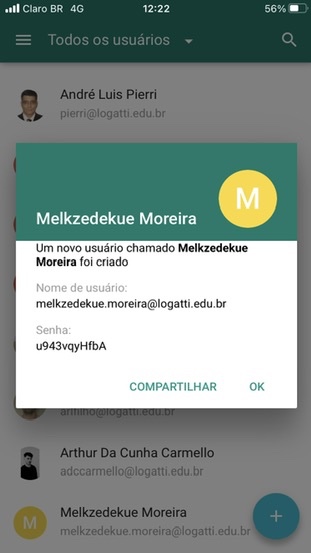 Claro BR 4G 12:22 56%
Todos os usuários
André Luis Pierri
pierri@logatti.edu.br
M
Melkzedekue Moreira
Um novo usuário chamado Melkzedekue
Moreira foi criado
Nome de usuário:
melkzedekue.moreira@logatti.edu.br
Senha:
u943vqyHfbA
COMPARTILHAR OK
arifilho@logatti.edu.br
Arthur Da Cunha Carmello
adccarmello@logatti.edu.br
M
Melkzedekue Moreira
melkzedekue.moreira@logatti.edu.br